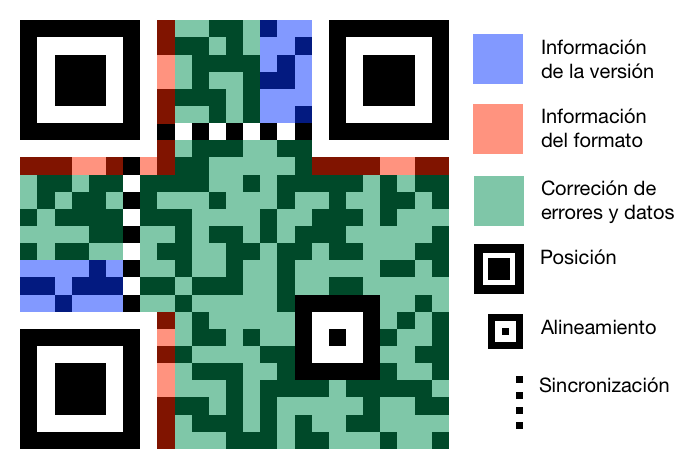 Información
de la versión
Información
del formato
Correción de
errores y datos
Posición
Alineamiento
Sincronización